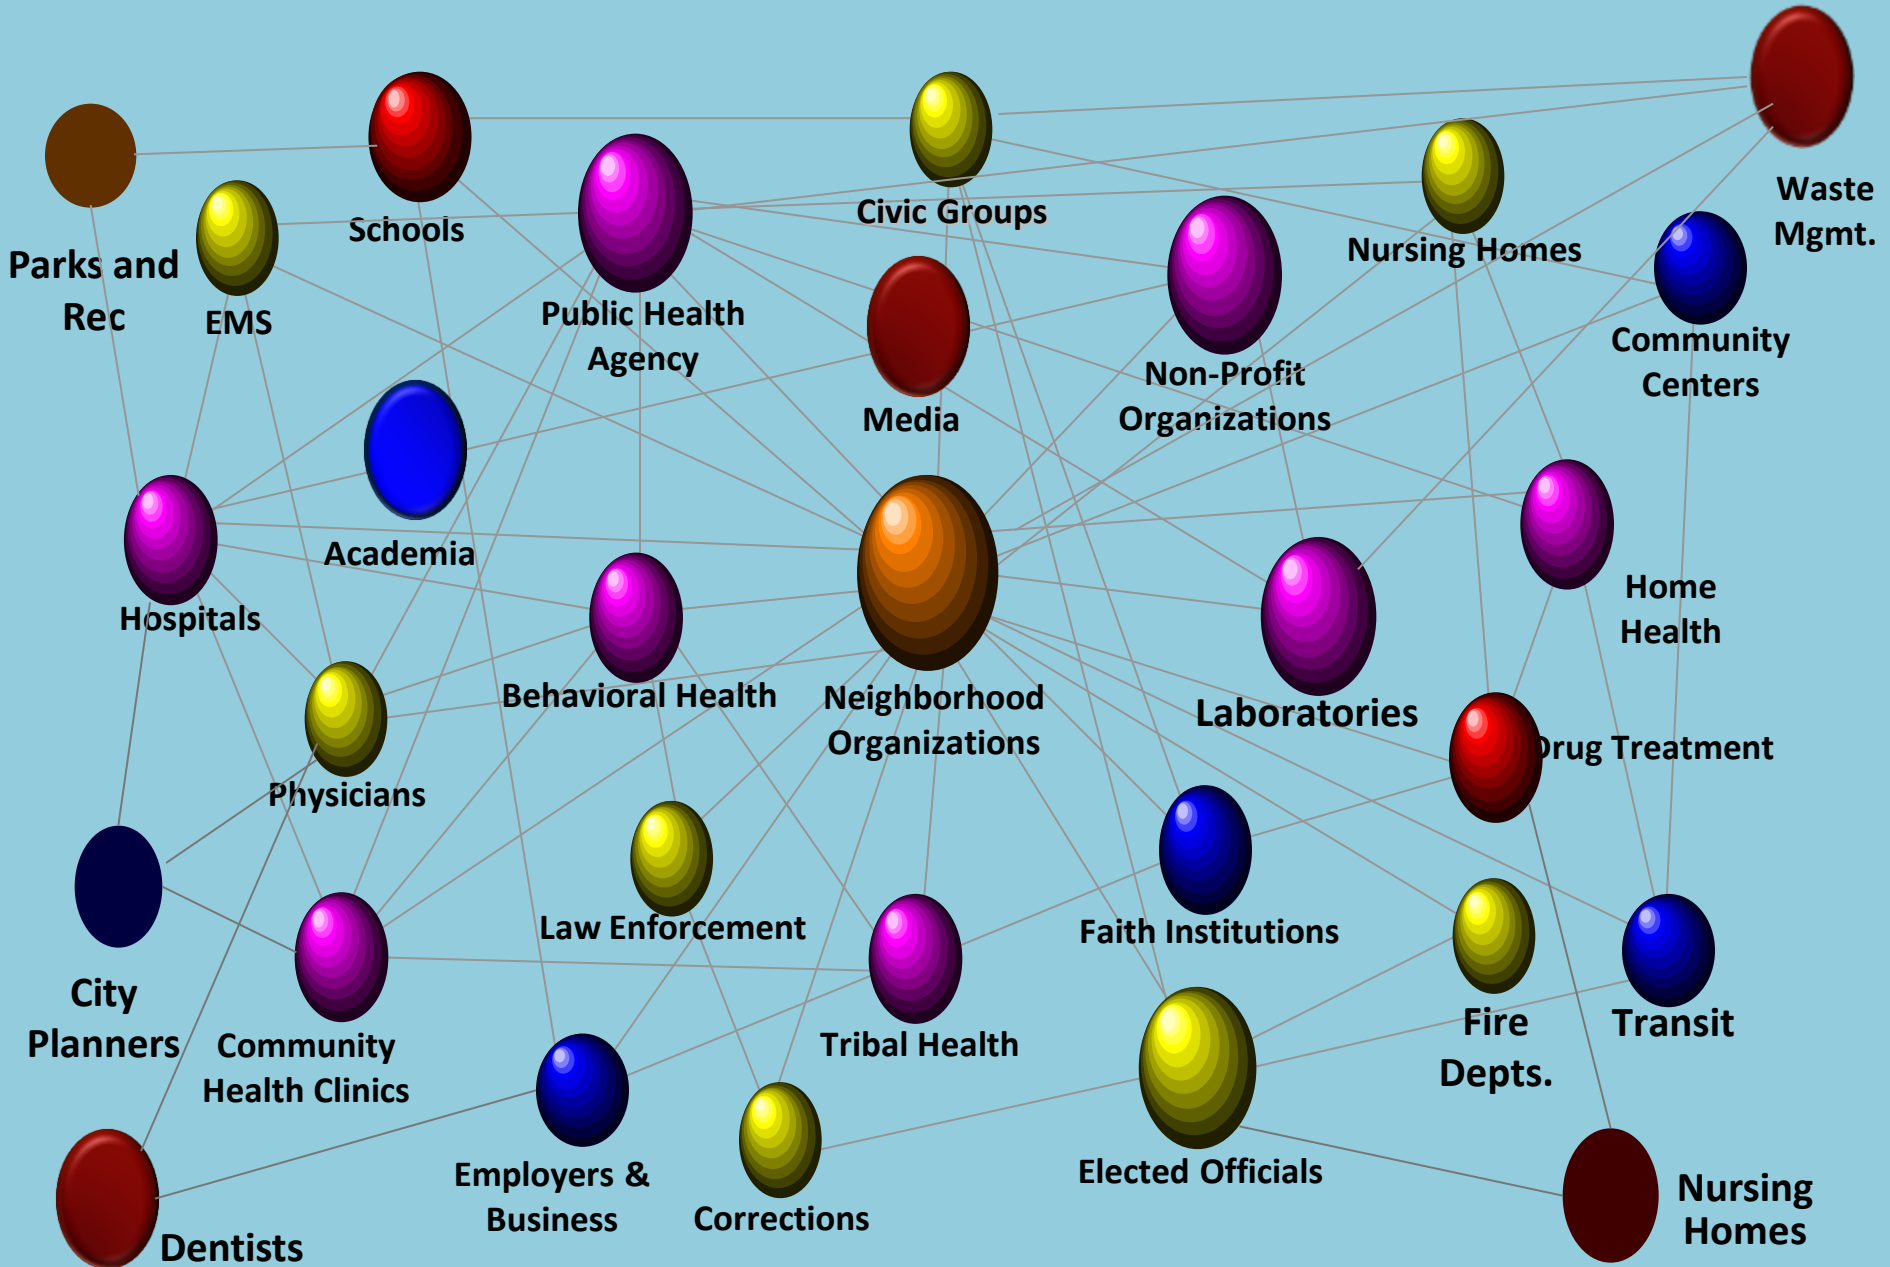 Waste
Mgmt.
Schools
Civic Groups
Nursing Homes
Parks and
Rec
EMS
Public Health
Agency
Community
Centers
Non-Profit
Organizations
Media
Academia
Hospitals
Home
Health
Behavioral Health
Neighborhood
Organizations
Laboratories
Drug Treatment
Physicians
Law Enforcement
Faith Institutions
City
Planners
Community
Health Clinics
Tribal Health
Fire
Depts.
Transit
Employers &
Business
Corrections
Elected Officials
Nursing
Homes
Dentists